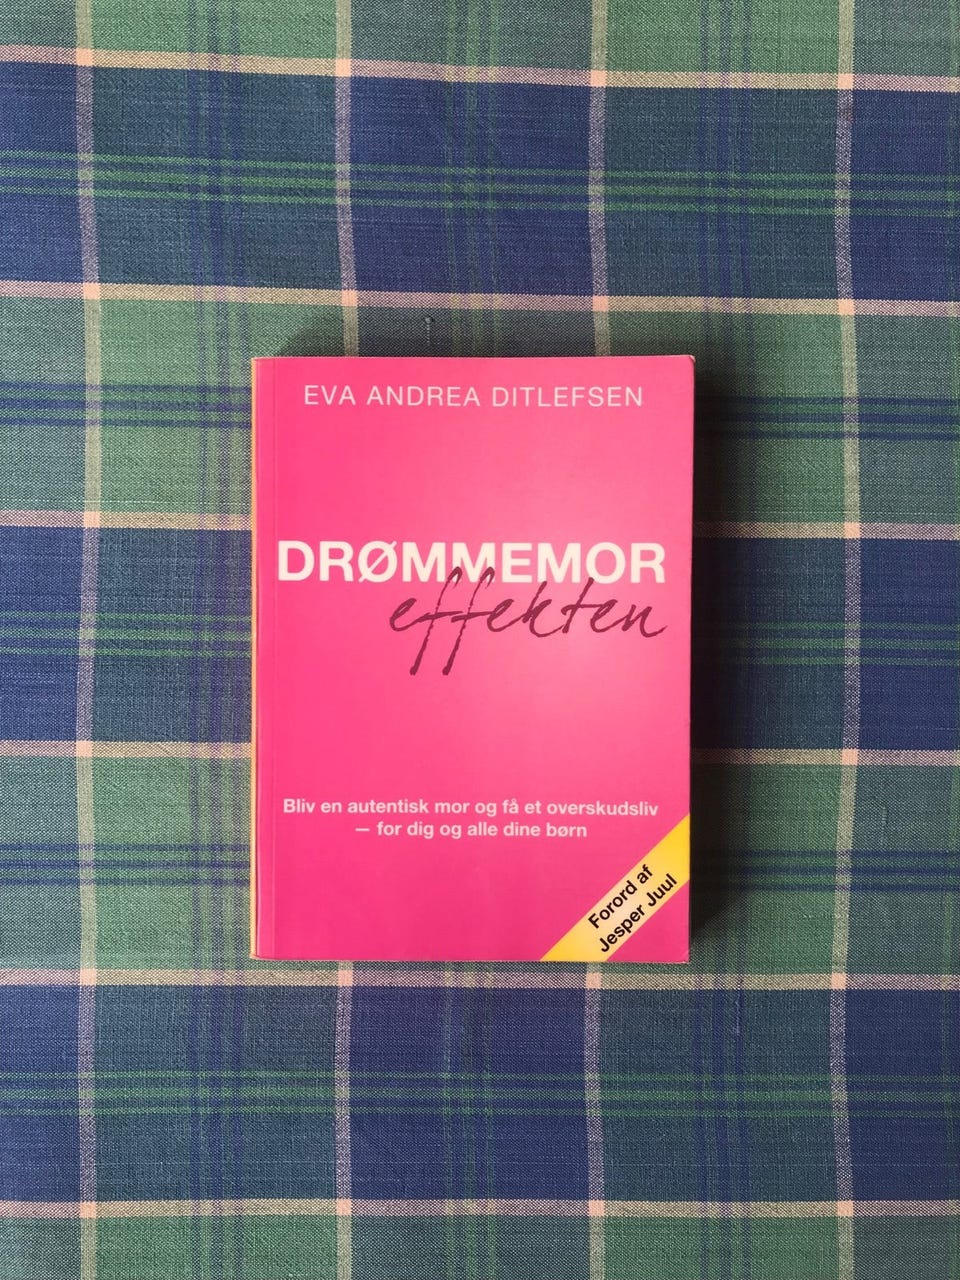 EVA ANDREA DITLEFSEN
DRØMMEMOR
effekten
Bliv en autentisk mor og få et overskudsliv
– for dig og alle dine børn
Forord af
Jesper Juul